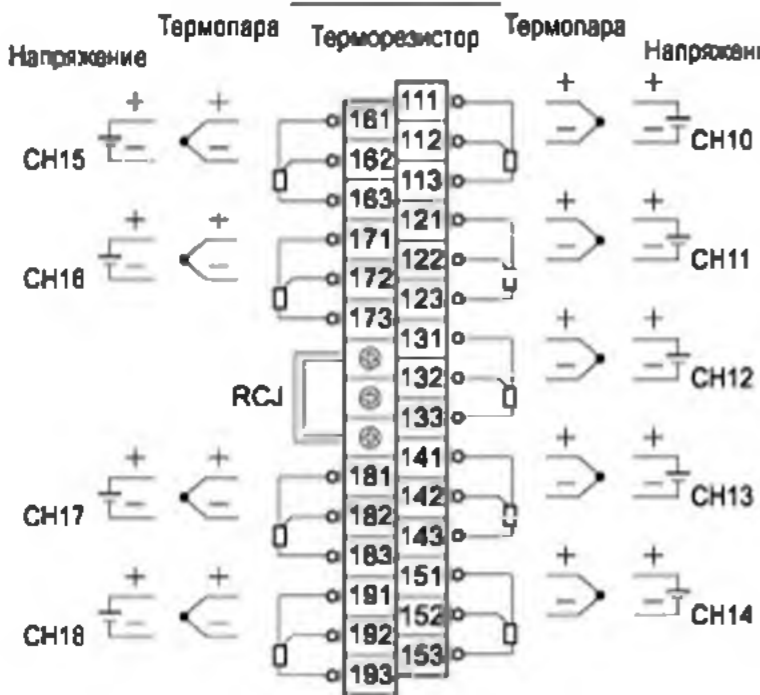 Термопара Терморезистор Термопара
Напряжение Напряжени
+ + 161 111 + +
CH15 162 112 CH10
163 113
+ + 171 121 + +
CH16 172 122 CH11
173 123
131 + +
RCJ 132 CH12
133
+ + 181 141 + +
CH17 182 142 CH13
183 143
+ + 191 151 + +
CH18 192 152 CH14
193 153